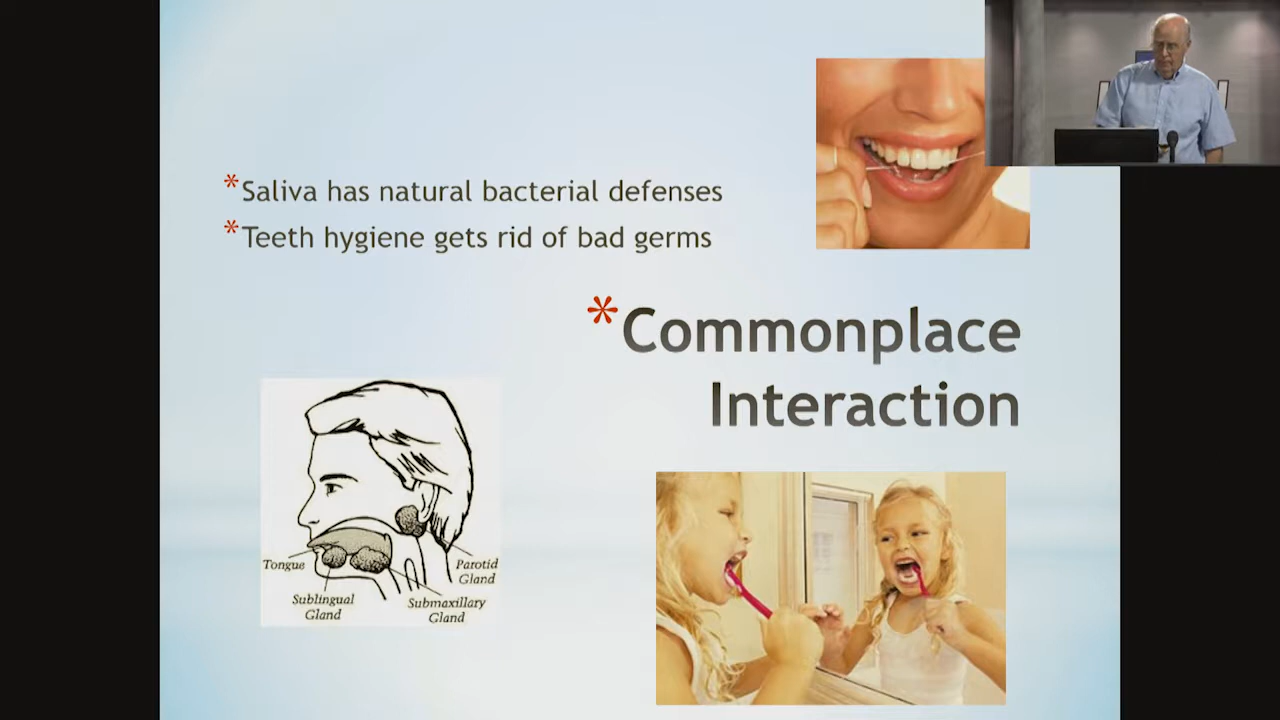 *Saliva has natural bacterial defenses
*Teeth hygiene gets rid of bad germs
*Commonplace
Interaction
Tongue
Parotid
Gland
Sublingual
Gland
Submaxillary
Gland